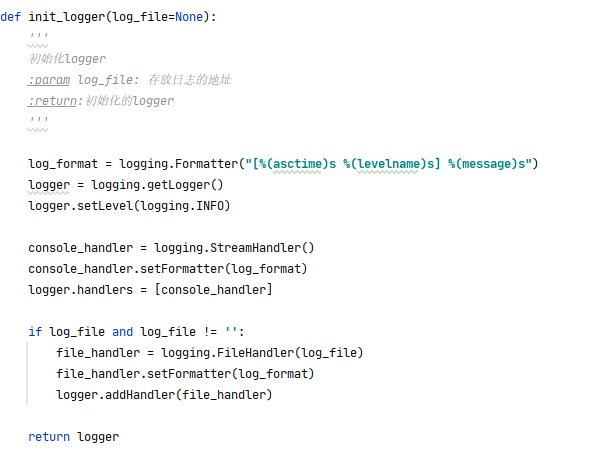 def init_logger(log_file=None):
    '''
    初始化logger
    :param log_file: 存放日志的地址
    :return:初始化的logger
    '''
    log_format = logging.Formatter("[%(asctime)s %(levelname)s] %(message)s")
    logger = logging.getLogger()
    logger.setLevel(logging.INFO)
    console_handler = logging.StreamHandler()
    console_handler.setFormatter(log_format)
    logger.handlers = [console_handler]
    if log_file and log_file != '':
        file_handler = logging.FileHandler(log_file)
        file_handler.setFormatter(log_format)
        logger.addHandler(file_handler)
    return logger